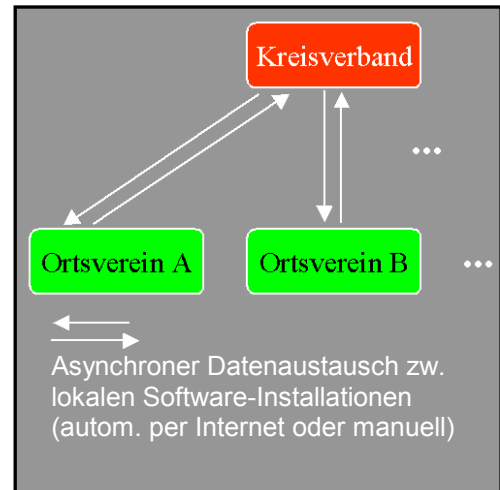 Kreisverband
...
Ortsverein A
Ortsverein B
...
Asynchroner Datenaustausch zw.
lokalen Software-Installationen
(autom. per Internet oder manuell)